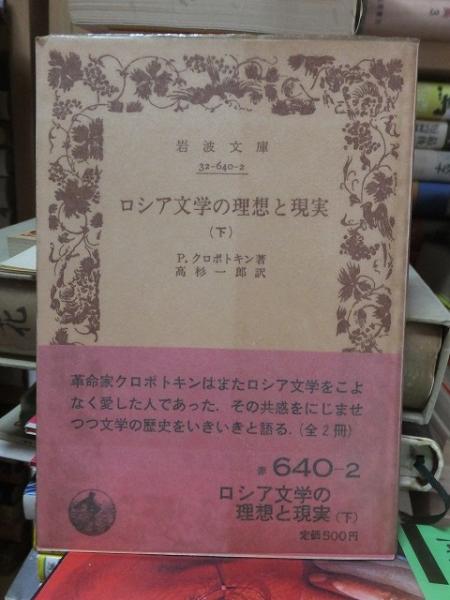 岩波文庫
32-640-2
ロシア文学の理想と現実
(下)
P. クロポトキン著
高杉一郎訳
革命家クロポトキンはまたロシア文学をこよ
なく愛した人であった. その共感をにじませ
つつ文学の歴史をいきいきと語る. (全2冊)
赤 640-2
ロシア文学の
理想と現実(下)
定価500円
花